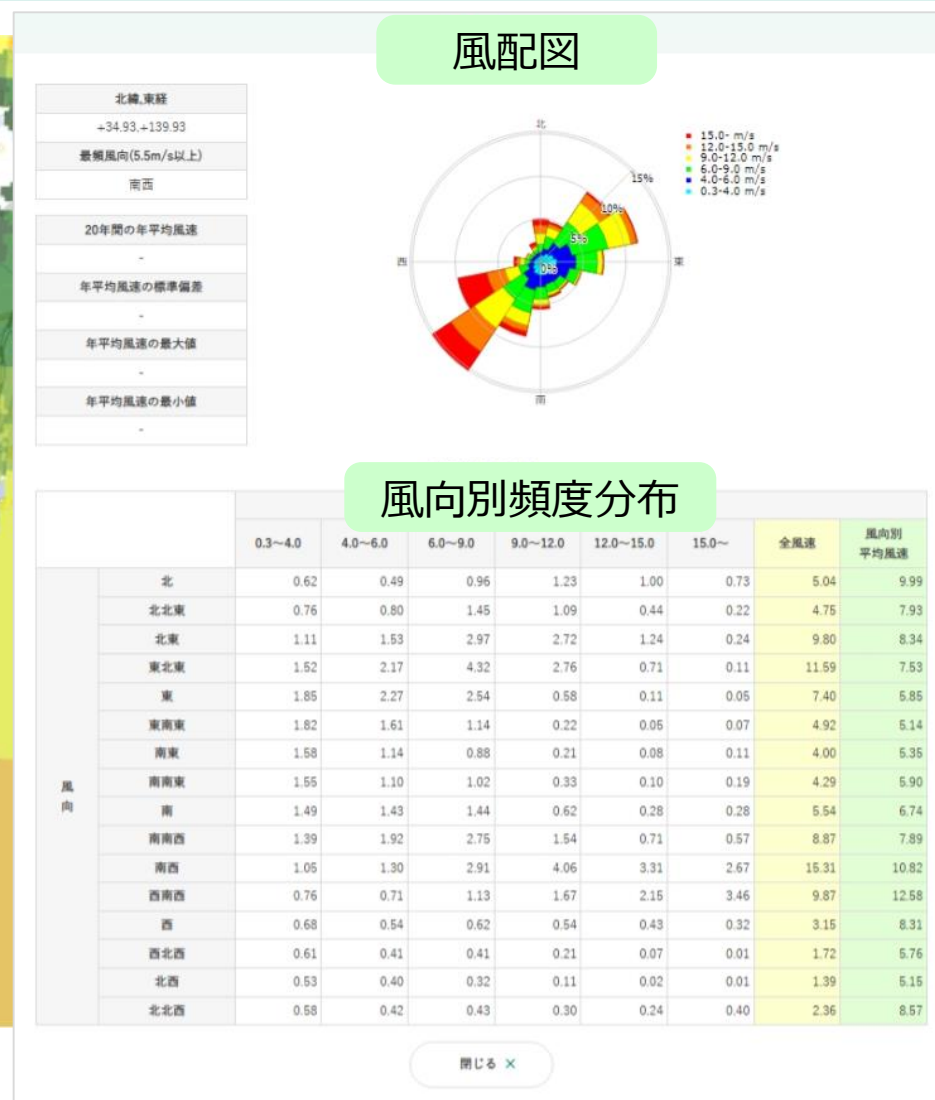 風配図
北緯,東経
+34.93,+139.93
最頻風向(5.5m/s以上)
南西
20年間の年平均風速
-
年平均風速の標準偏差
-
年平均風速の最大値
-
年平均風速の最小値
-
北
東
南
西
0%
5%
10%
15%
15.0- m/s
12.0-15.0 m/s
9.0-12.0 m/s
6.0-9.0 m/s
4.0-6.0 m/s
0.3-4.0 m/s
風向別頻度分布
0.3～4.0 4.0～6.0 6.0～9.0 9.0～12.0 12.0～15.0 15.0～ 全風速 風向別平均風速
風向
北 0.62 0.49 0.96 1.23 1.00 0.73 5.04 9.99
北北東 0.76 0.80 1.45 1.09 0.44 0.22 4.75 7.93
北東 1.11 1.53 2.97 2.72 1.24 0.24 9.80 8.34
東北東 1.52 2.17 4.32 2.76 0.71 0.11 11.59 7.53
東 1.85 2.27 2.54 0.58 0.11 0.05 7.40 5.85
東南東 1.82 1.61 1.14 0.22 0.05 0.07 4.92 5.14
南東 1.58 1.14 0.88 0.21 0.08 0.11 4.00 5.35
南南東 1.55 1.10 1.02 0.33 0.10 0.19 4.29 5.90
南 1.49 1.43 1.44 0.62 0.28 0.28 5.54 6.74
南南西 1.39 1.92 2.75 1.54 0.71 0.57 8.87 7.89
南西 1.05 1.30 2.91 4.06 3.31 2.67 15.31 10.82
西南西 0.76 0.71 1.13 1.67 2.15 3.46 9.87 12.58
西 0.68 0.54 0.62 0.54 0.43 0.32 3.15 8.31
西北西 0.61 0.41 0.41 0.21 0.07 0.01 1.72 5.76
北西 0.53 0.40 0.32 0.11 0.02 0.01 1.39 5.15
北北西 0.58 0.42 0.43 0.30 0.24 0.40 2.36 8.57
閉じる ×